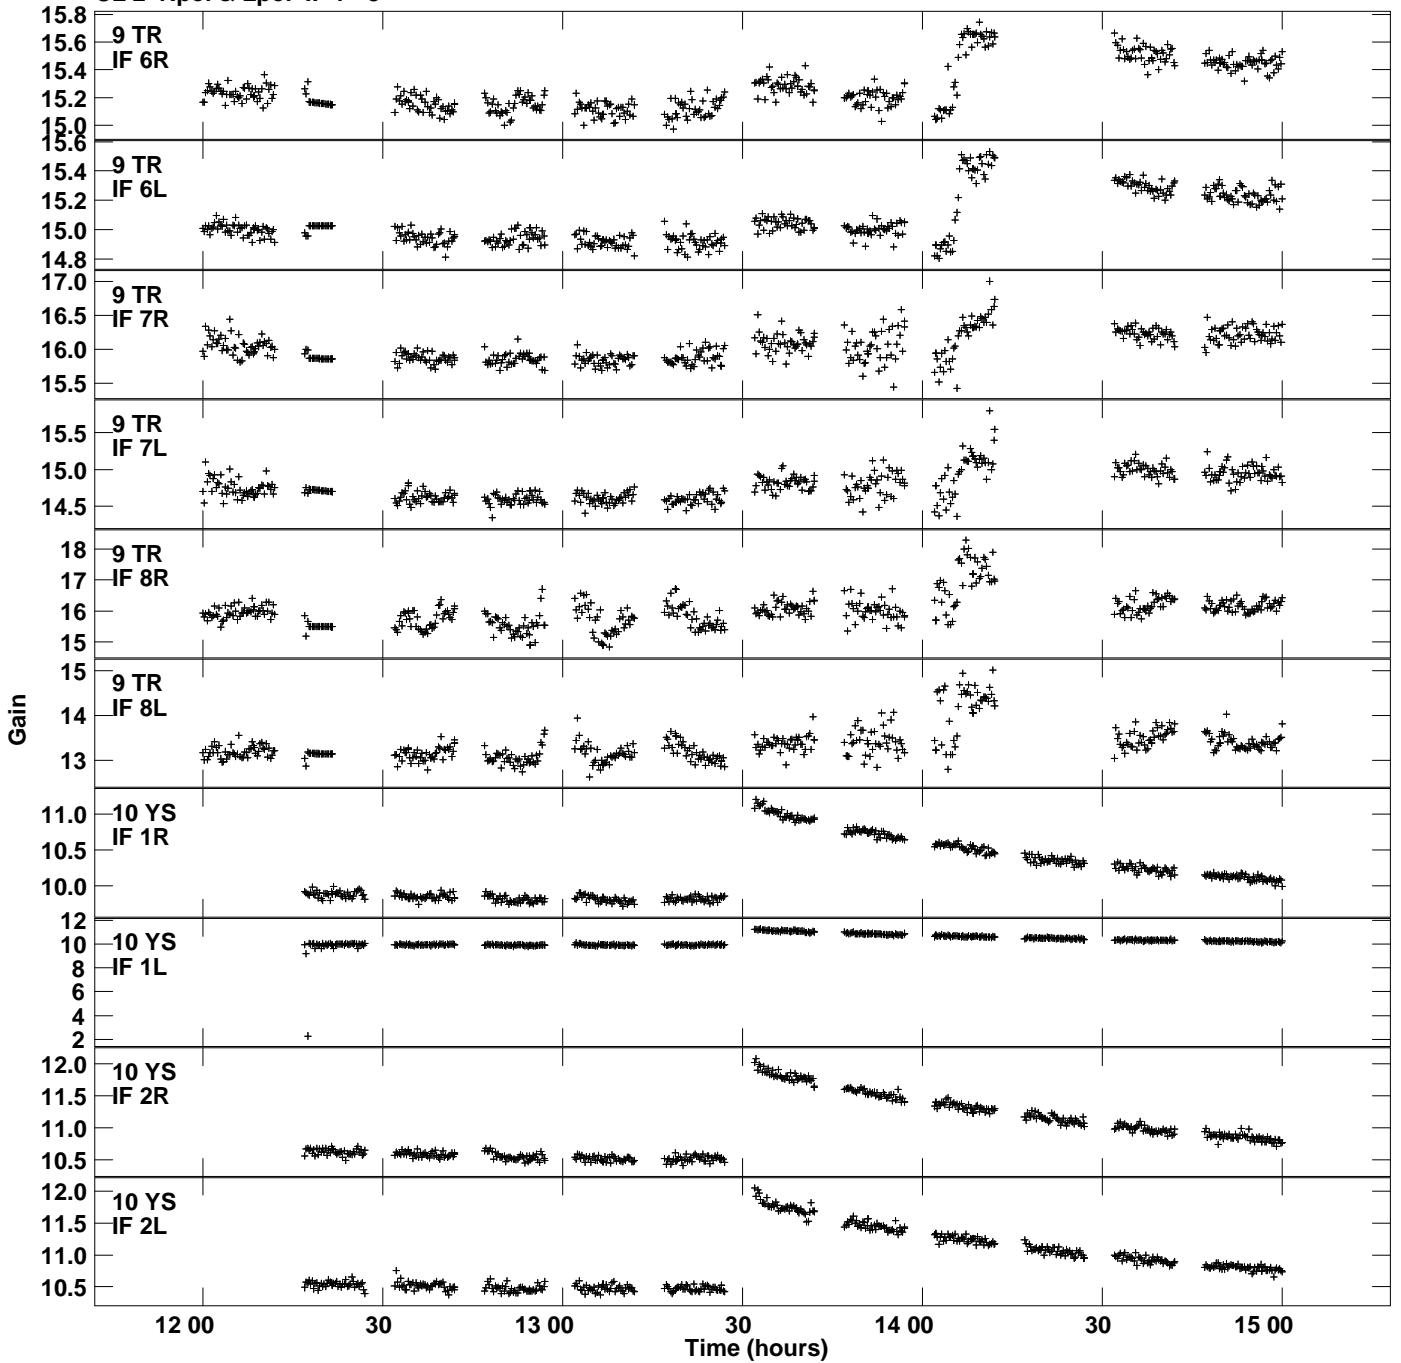 15.8
15.6
15.4
15.2
15.0
9 TR
IF 6R
15.6
15.4
15.2
15.0
14.8
9 TR
IF 6L
17.0
16.5
16.0
15.5
9 TR
IF 7R
15.5
15.0
14.5
9 TR
IF 7L
18
17
16
15
9 TR
IF 8R
15
14
13
9 TR
IF 8L
Gain
11.0
10.5
10.0
10 YS
IF 1R
12
10
8
6
4
2
10 YS
IF 1L
12.0
11.5
11.0
10.5
10 YS
IF 2R
12.0
11.5
11.0
10.5
10 YS
IF 2L
12 00 30 13 00 30 14 00 30 15 00
Time (hours)